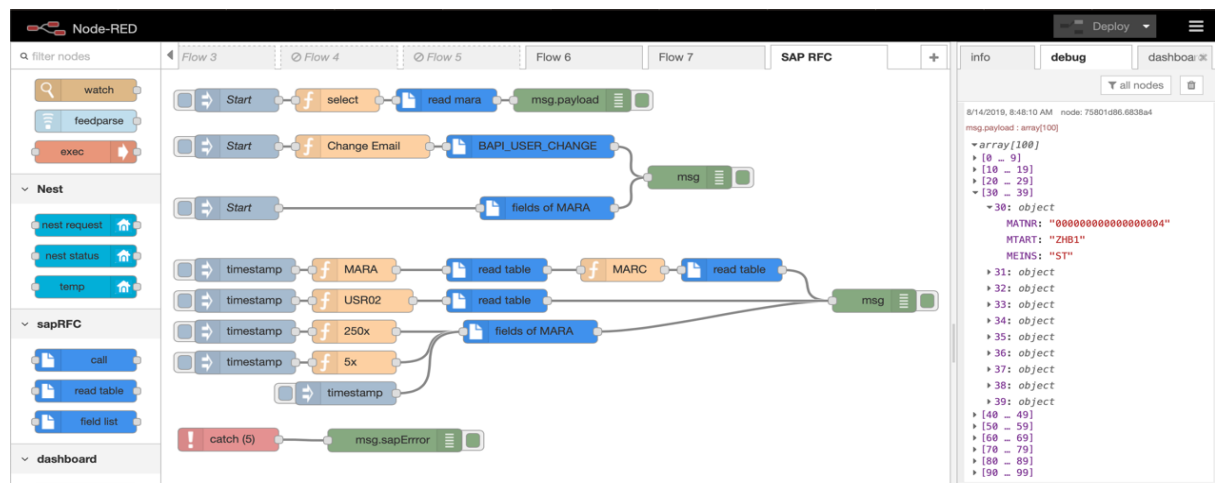 Node-RED
Deploy
filter nodes
Flow 3
Flow 4
Flow 5
Flow 6
Flow 7
SAP RFC
+
info
debug
dashboar
all nodes
watch
feedparse
exec
Nest
nest request
nest status
temp
sapRFC
call
read table
field list
dashboard
Start
select
read mara
msg.payload
Start
Change Email
BAPI_USER_CHANGE
msg
Start
fields of MARA
timestamp
MARA
read table
MARC
read table
timestamp
USR02
read table
msg
timestamp
250x
fields of MARA
timestamp
5x
timestamp
catch (5)
msg.sapErrror
8/14/2019, 8:48:10 AM node: 75801d86.6838a4
msg.payload : array[100]
array[100]
[0 … 9]
[10 … 19]
[20 … 29]
[30 … 39]
30: object
MATNR: "000000000000000004"
MTART: "ZHB1"
MEINS: "ST"
31: object
32: object
33: object
34: object
35: object
36: object
37: object
38: object
39: object
[40 … 49]
[50 … 59]
[60 … 69]
[70 … 79]
[80 … 89]
[90 … 99]